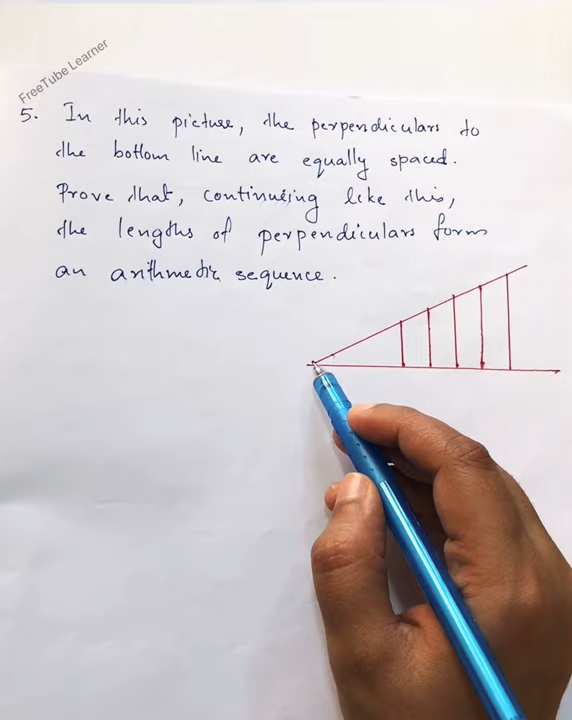 FreeTube Learner
5. In this picture, the perpendiculars to
the bottom line are equally spaced.
Prove that, continuing like this,
the lengths of perpendiculars form
an arithmetic sequence.